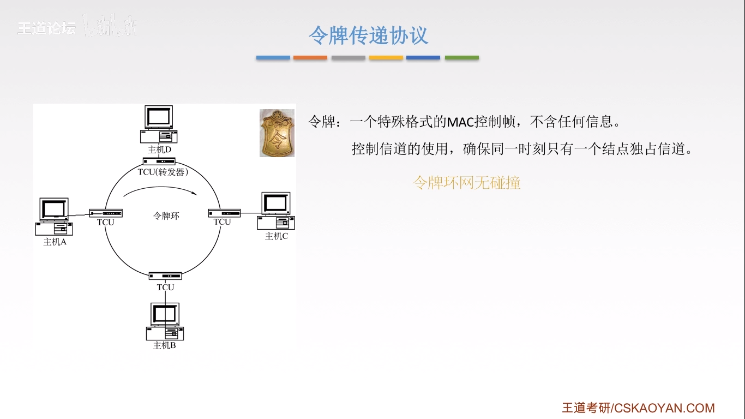 王道论坛
令牌传递协议
令牌：一个特殊格式的MAC控制帧，不含任何信息。
控制信道的使用，确保同一时刻只有一个结点独占信道。
令牌环网无碰撞
令
主机D
TCU(转发器)
主机A
TCU
令牌环
TCU
主机C
TCU
主机B
王道考研/CSKAOYAN.COM